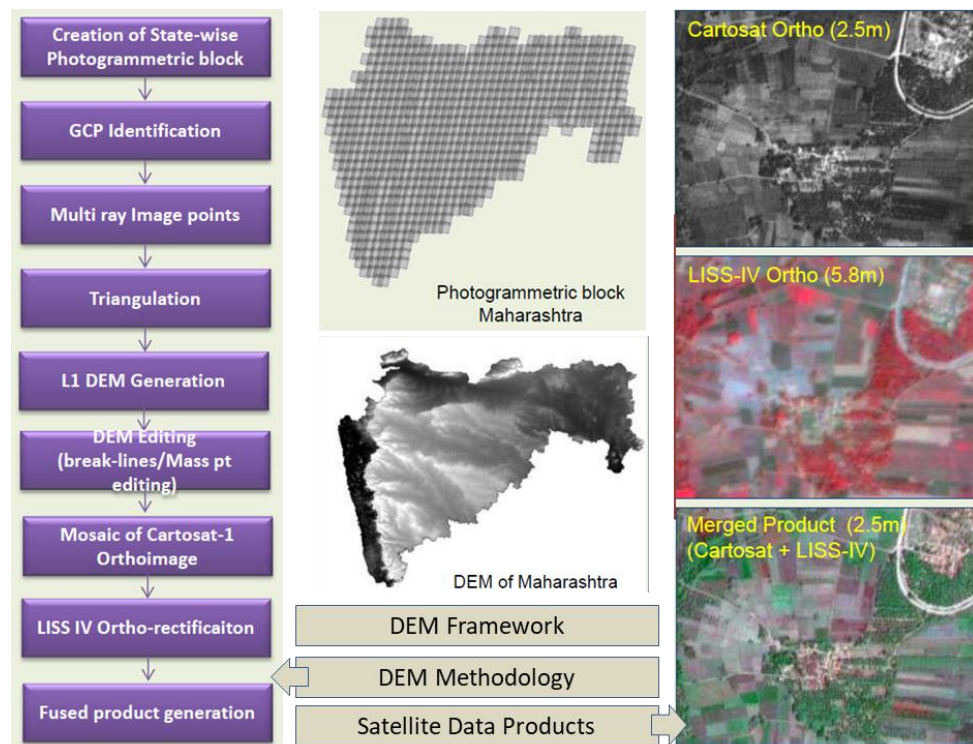 Creation of State-wise
Photogrammetric block
GCP Identification
Multi ray Image points
Triangulation
L1 DEM Generation
DEM Editing
(break-lines/Mass pt
editing)
Mosaic of Cartosat-1
Orthoimage
LISS IV Ortho-rectificaiton
Fused product generation
Photogrammetric block
Maharashtra
DEM of Maharashtra
DEM Framework
DEM Methodology
Satellite Data Products
Cartosat Ortho (2.5m)
LISS-IV Ortho (5.8m)
Merged Product (2.5m)
(Cartosat + LISS-IV)